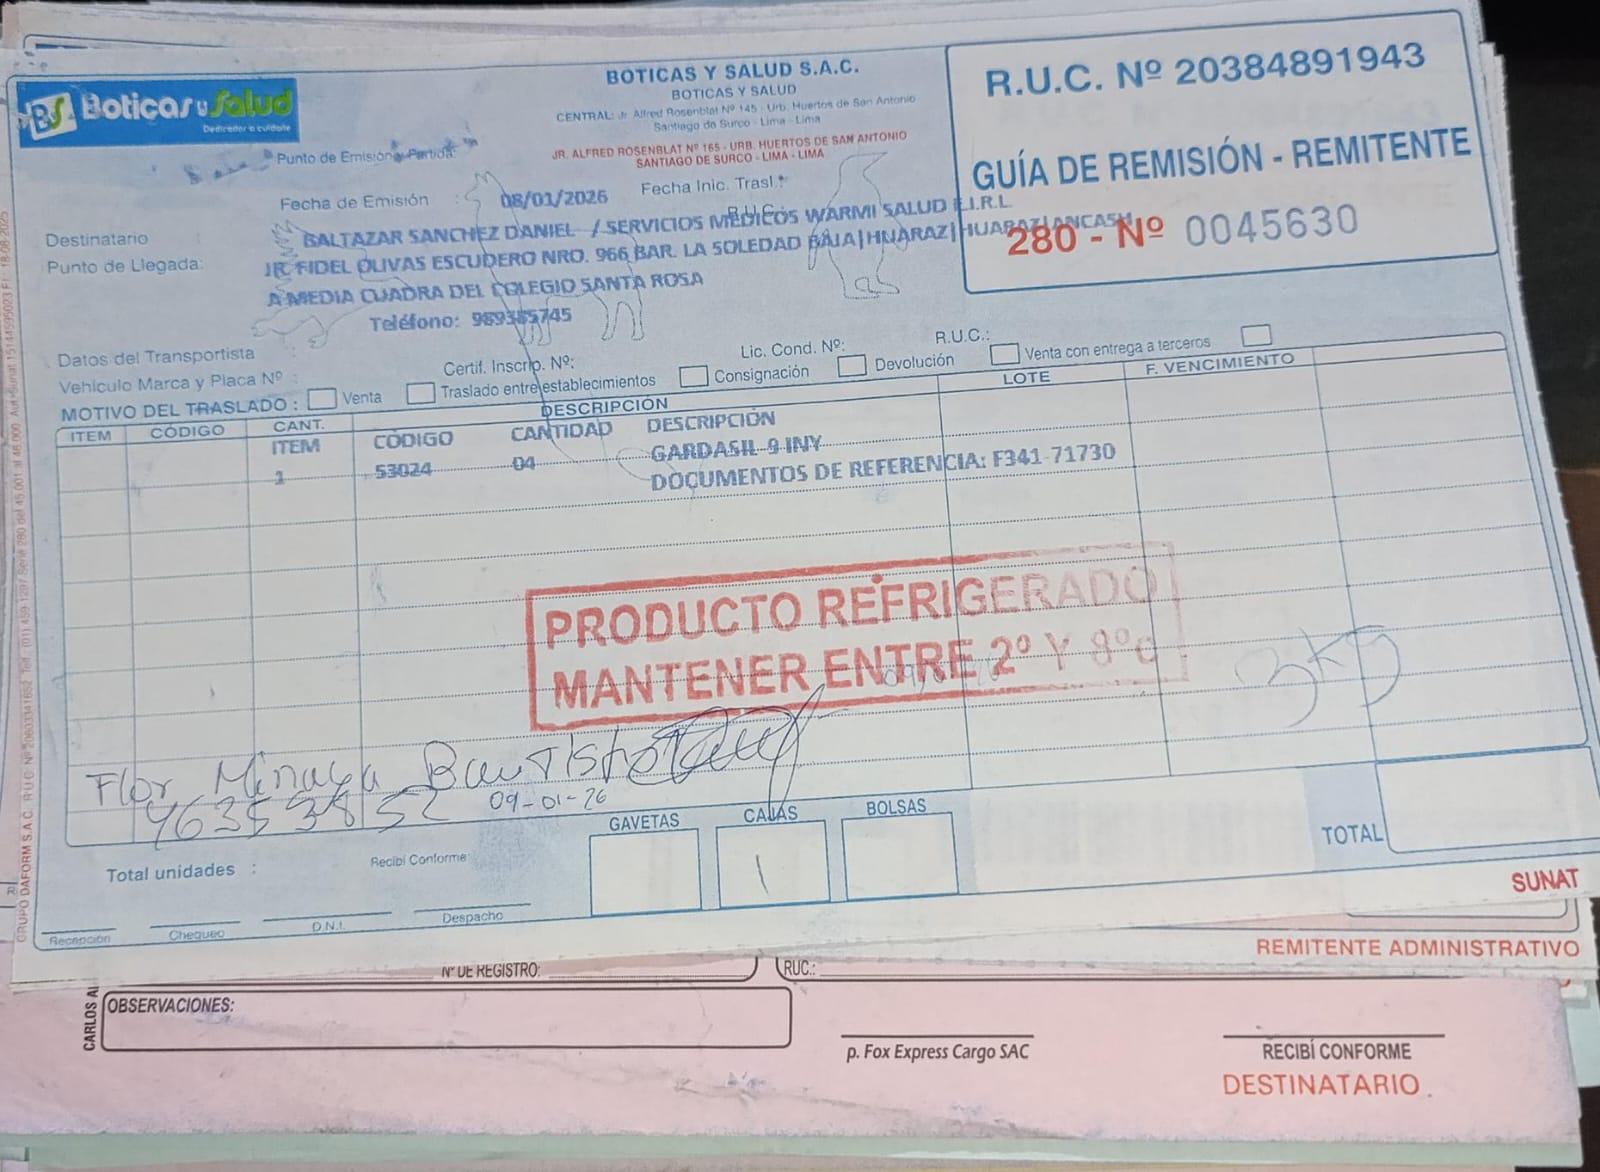 BS Boticas y Salud
Dedicados a cuidarte
BOTICAS Y SALUD S.A.C.
BOTICAS Y SALUD
CENTRAL: Jr. Alfred Rosenblat Nº 145 - Urb. Huertos de San Antonio
Santiago de Surco - Lima - Lima
JR. ALFRED ROSENBLAT Nº 165 - URB. HUERTOS DE SAN ANTONIO
SANTIAGO DE SURCO - LIMA - LIMA
R.U.C. Nº 20384891943
GUÍA DE REMISIÓN - REMITENTE
280 - Nº 0045630
Punto de Emisión y Partida:
Fecha de Emisión : 08/01/2026 Fecha Inic. Trasl.:
R.U.C.
Destinatario : BALTAZAR SANCHEZ DANIEL / SERVICIOS MEDICOS WARMI SALUD E.I.R.L
Punto de Llegada: JR. FIDEL OLIVAS ESCUDERO NRO. 966 BAR. LA SOLEDAD BAJA|HUARAZ|HUARAZ|ANCASH
A MEDIA CUADRA DEL COLEGIO SANTA ROSA
Teléfono: 989385745
Datos del Transportista
Vehículo Marca y Placa Nº : Certif. Inscrip. Nº: Lic. Cond. Nº: R.U.C.:
MOTIVO DEL TRASLADO : Venta Traslado entre establecimientos Consignación Devolución Venta con entrega a terceros
ITEM CÓDIGO CANT. DESCRIPCIÓN LOTE F. VENCIMIENTO
ITEM CÓDIGO CANTIDAD DESCRIPCIÓN
1 53024 04 GARDASIL 9 INY
DOCUMENTOS DE REFERENCIA: F341-71730
PRODUCTO REFRIGERADO
MANTENER ENTRE 2º Y 8ºc
3kg
Flor Minaya Bautista
09-01-26
GAVETAS CAJAS BOLSAS
1
TOTAL
Total unidades : Recibí Conforme
Recepción Chequeo D.N.I. Despacho
SUNAT
REMITENTE ADMINISTRATIVO
Nº DE REGISTRO: RUC.:
OBSERVACIONES:
p. Fox Express Cargo SAC
RECIBÍ CONFORME
DESTINATARIO